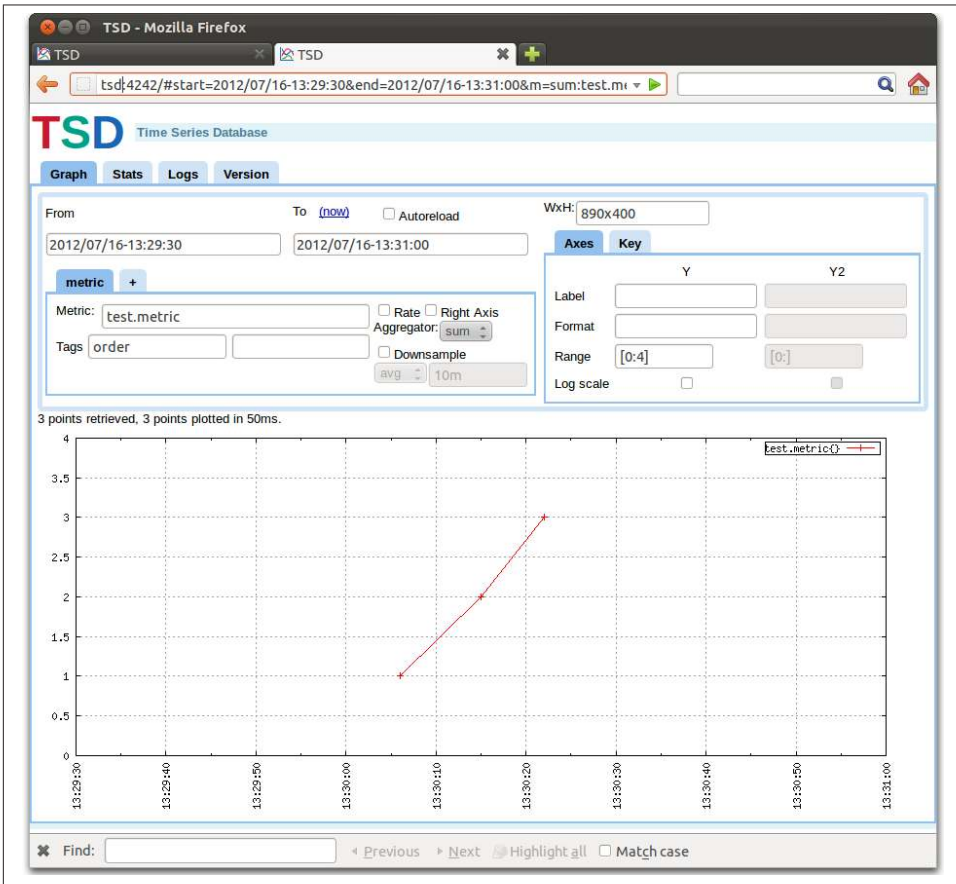 TSD - Mozilla Firefox
TSD
TSD
tsd:4242/#start=2012/07/16-13:29:30&end=2012/07/16-13:31:00&m=sum:test.me
TSD Time Series Database
Graph Stats Logs Version
From To (now) Autoreload WxH: 890x400
2012/07/16-13:29:30 2012/07/16-13:31:00
Axes Key
metric +
Y Y2
Metric: test.metric Rate Right Axis
Label
Aggregator: sum
Format
Tags order
Downsample
Range [0:4] [0:]
avg 10m
Log scale
3 points retrieved, 3 points plotted in 50ms.
test.metric{}
4
3.5
3
2.5
2
1.5
1
0.5
0
13:29:30
13:29:40
13:29:50
13:30:00
13:30:10
13:30:20
13:30:30
13:30:40
13:30:50
13:31:00
Find: Previous Next Highlight all Match case